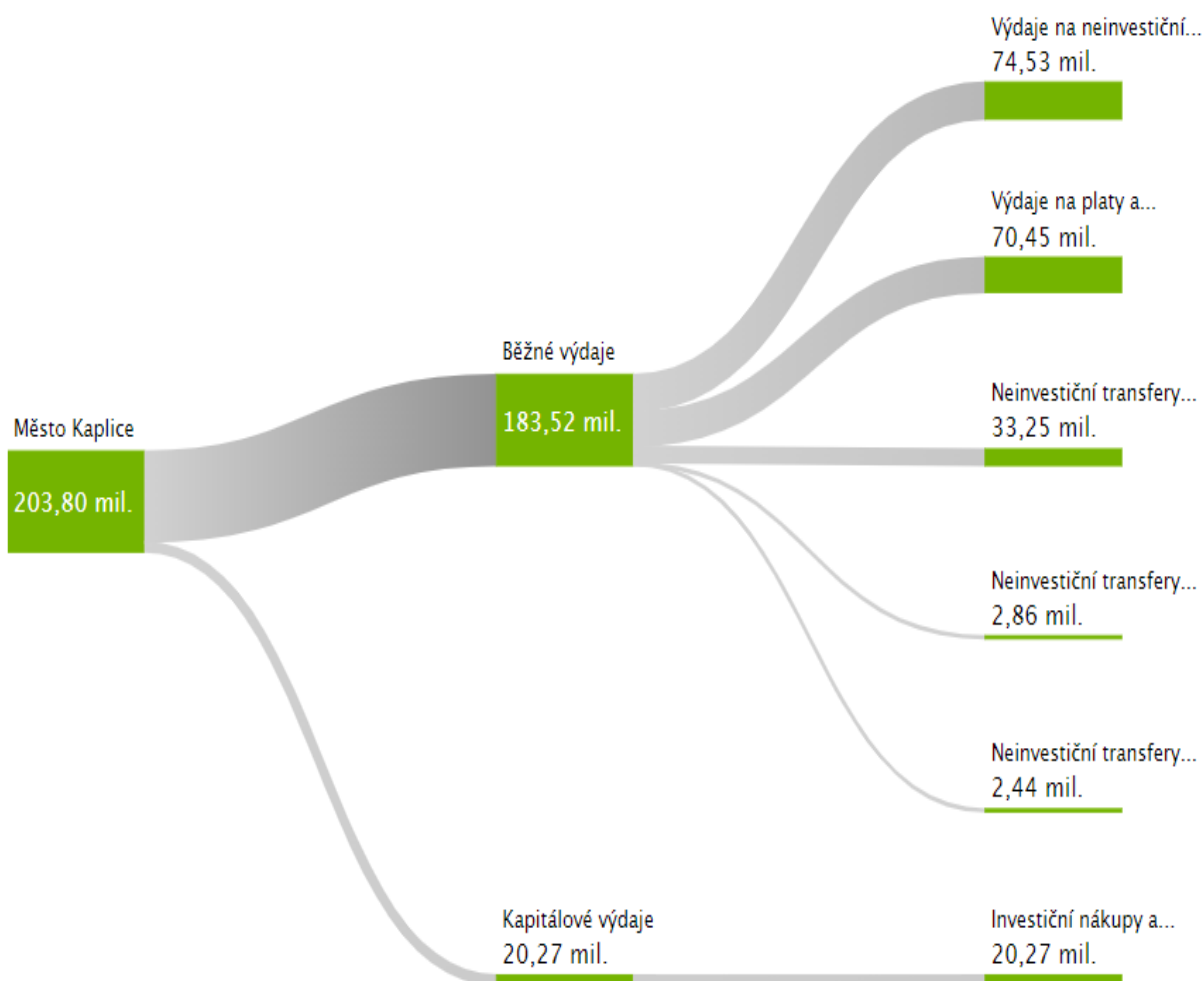 Výdaje na neinvestiční...
74,53 mil.
Výdaje na platy a...
70,45 mil.
Běžné výdaje
183,52 mil.
Neinvestiční transfery...
33,25 mil.
Město Kaplice
203,80 mil.
Neinvestiční transfery...
2,86 mil.
Neinvestiční transfery...
2,44 mil.
Kapitálové výdaje
20,27 mil.
Investiční nákupy a...
20,27 mil.